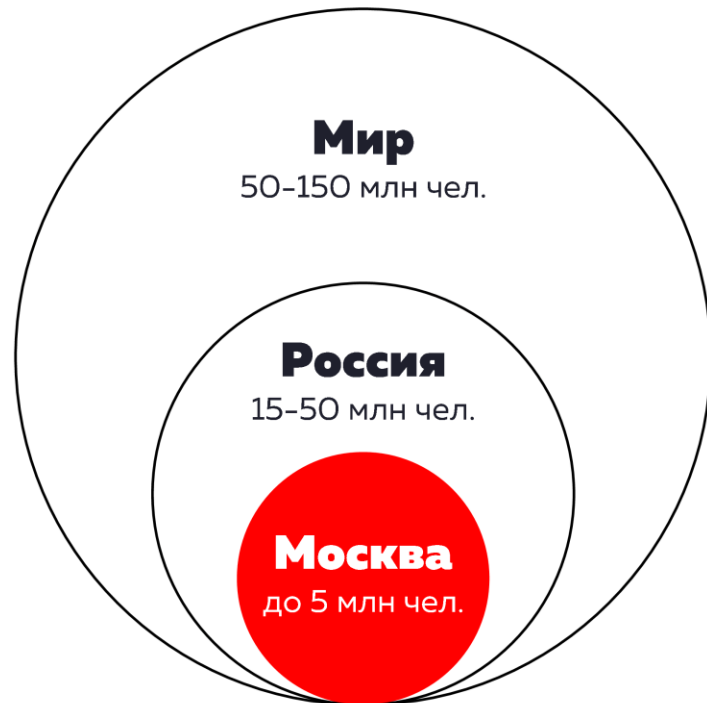 Мир
50-150 млн чел.
Россия
15-50 млн чел.
Москва
до 5 млн чел.